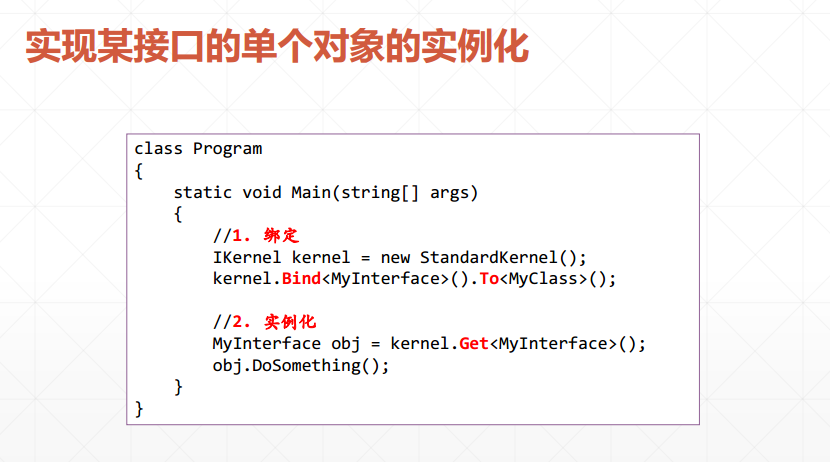 实现某接口的单个对象的实例化
class Program
{
    static void Main(string[] args)
    {
        //1. 绑定
        IKernel kernel = new StandardKernel();
        kernel.Bind<MyInterface>().To<MyClass>();

        //2. 实例化
        MyInterface obj = kernel.Get<MyInterface>();
        obj.DoSomething();
    }
}